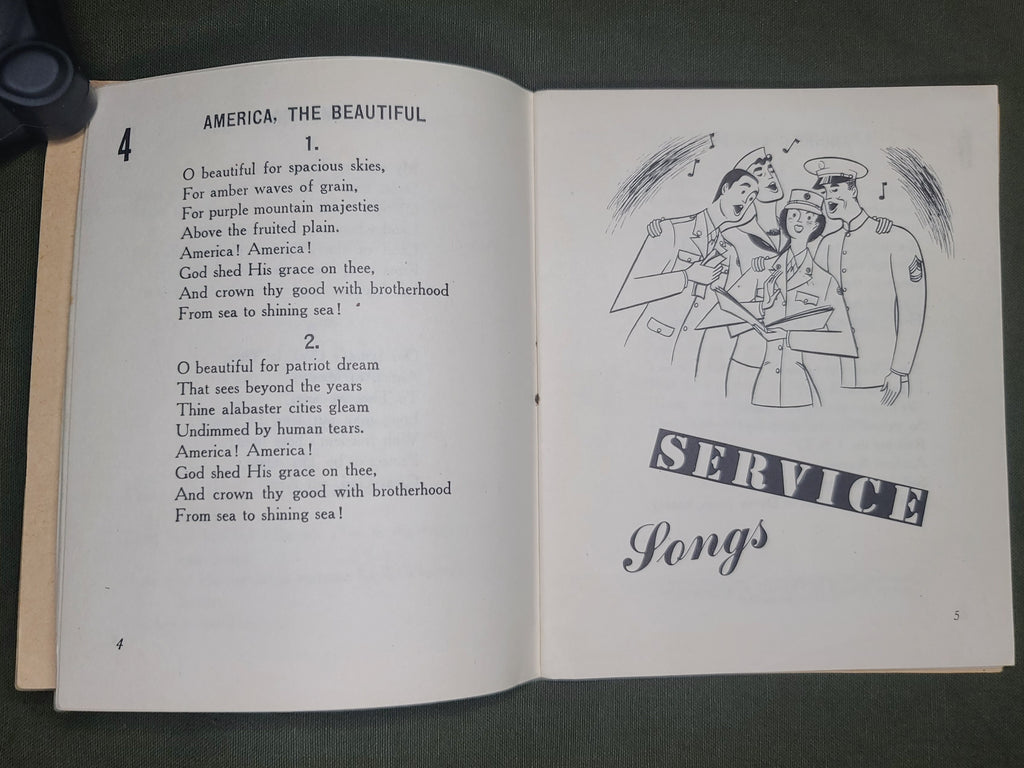 AMERICA, THE BEAUTIFUL
4
1.
O beautiful for spacious skies,
For amber waves of grain,
For purple mountain majesties
Above the fruited plain.
America! America!
God shed His grace on thee,
And crown thy good with brotherhood
From sea to shining sea!
2.
O beautiful for patriot dream
That sees beyond the years
Thine alabaster cities gleam
Undimmed by human tears.
America! America!
God shed His grace on thee,
And crown thy good with brotherhood
From sea to shining sea!
4
SERVICE
Songs
5